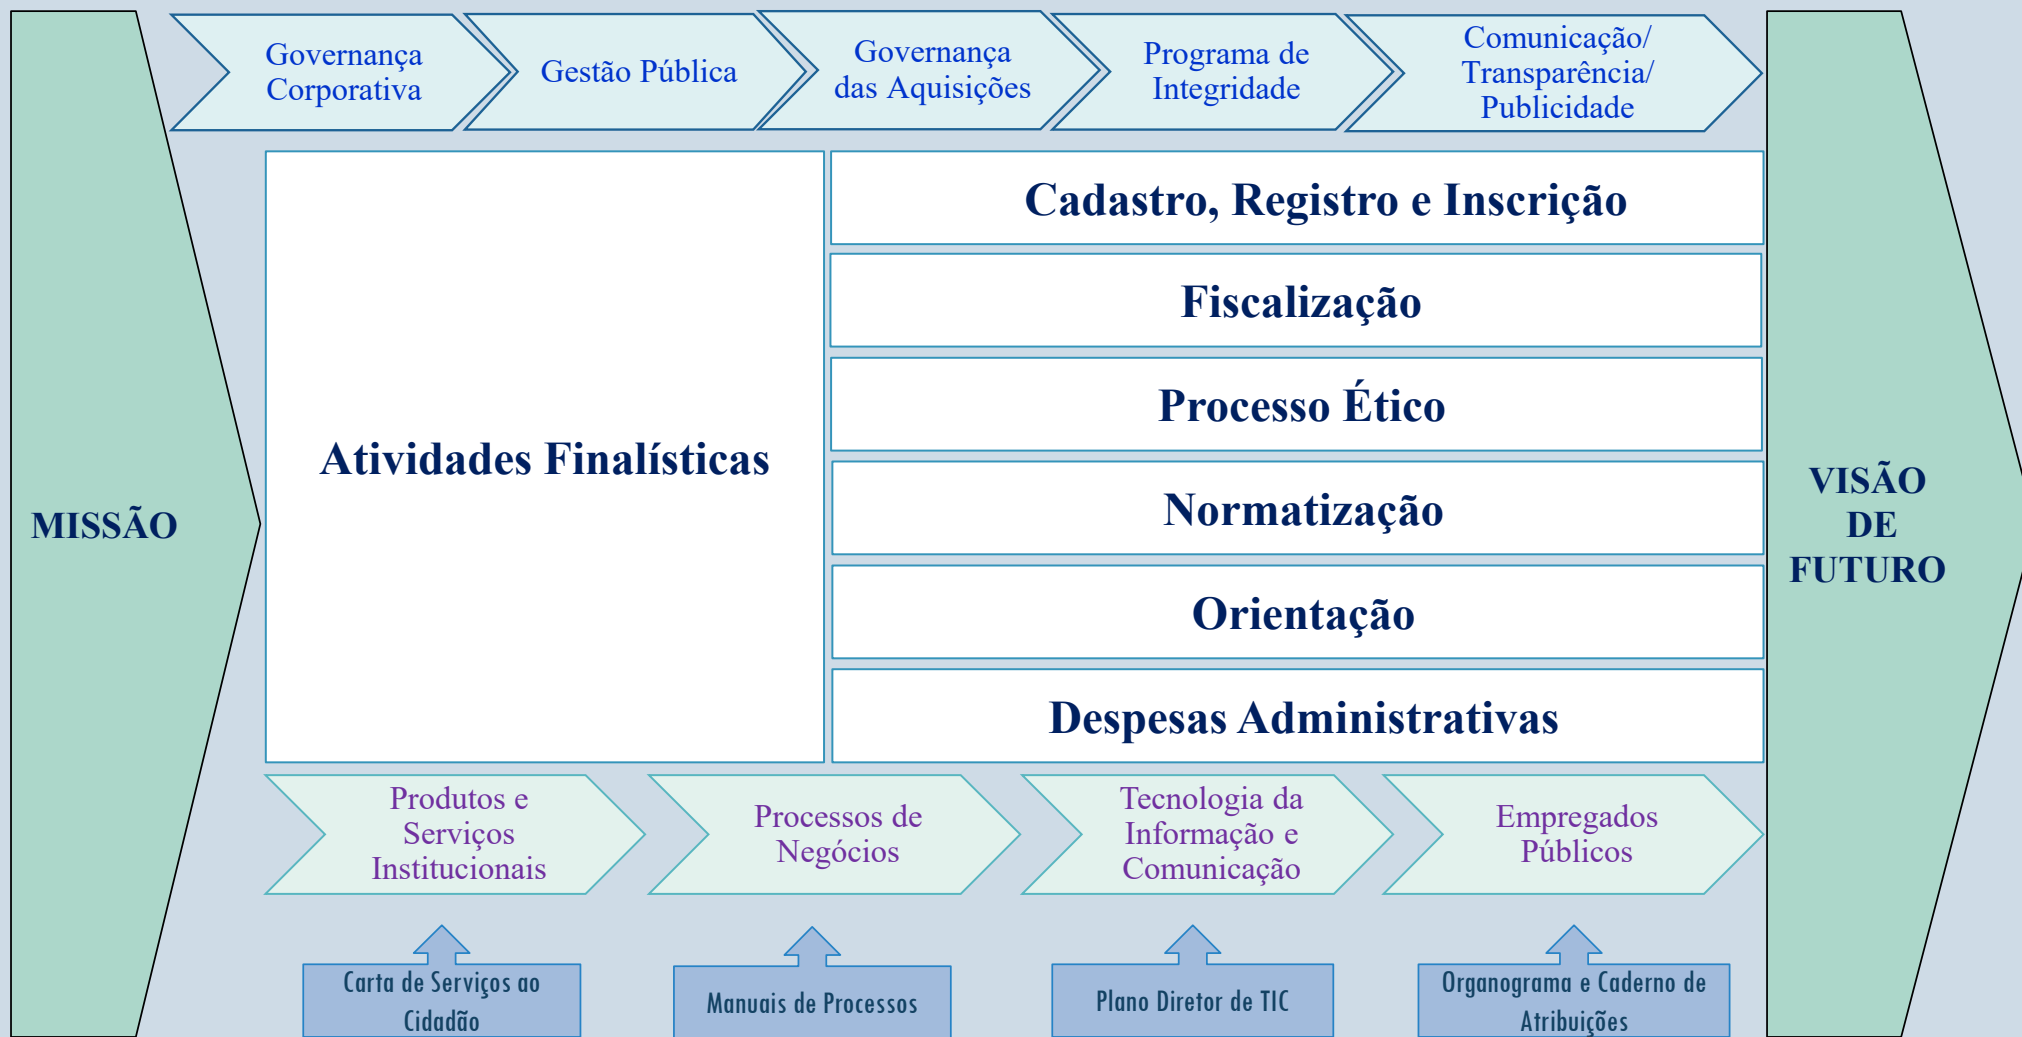 Governança
Corporativa
Gestão Pública
Governança
das Aquisições
Programa de
Integridade
Comunicação/
Transparência/
Publicidade
MISSÃO
Atividades Finalísticas
Cadastro, Registro e Inscrição
Fiscalização
Processo Ético
Normatização
Orientação
Despesas Administrativas
VISÃO
DE
FUTURO
Produtos e
Serviços
Institucionais
Processos de
Negócios
Tecnologia da
Informação e
Comunicação
Empregados
Públicos
Carta de Serviços ao
Cidadão
Manuais de Processos
Plano Diretor de TIC
Organograma e Caderno de
Atribuições